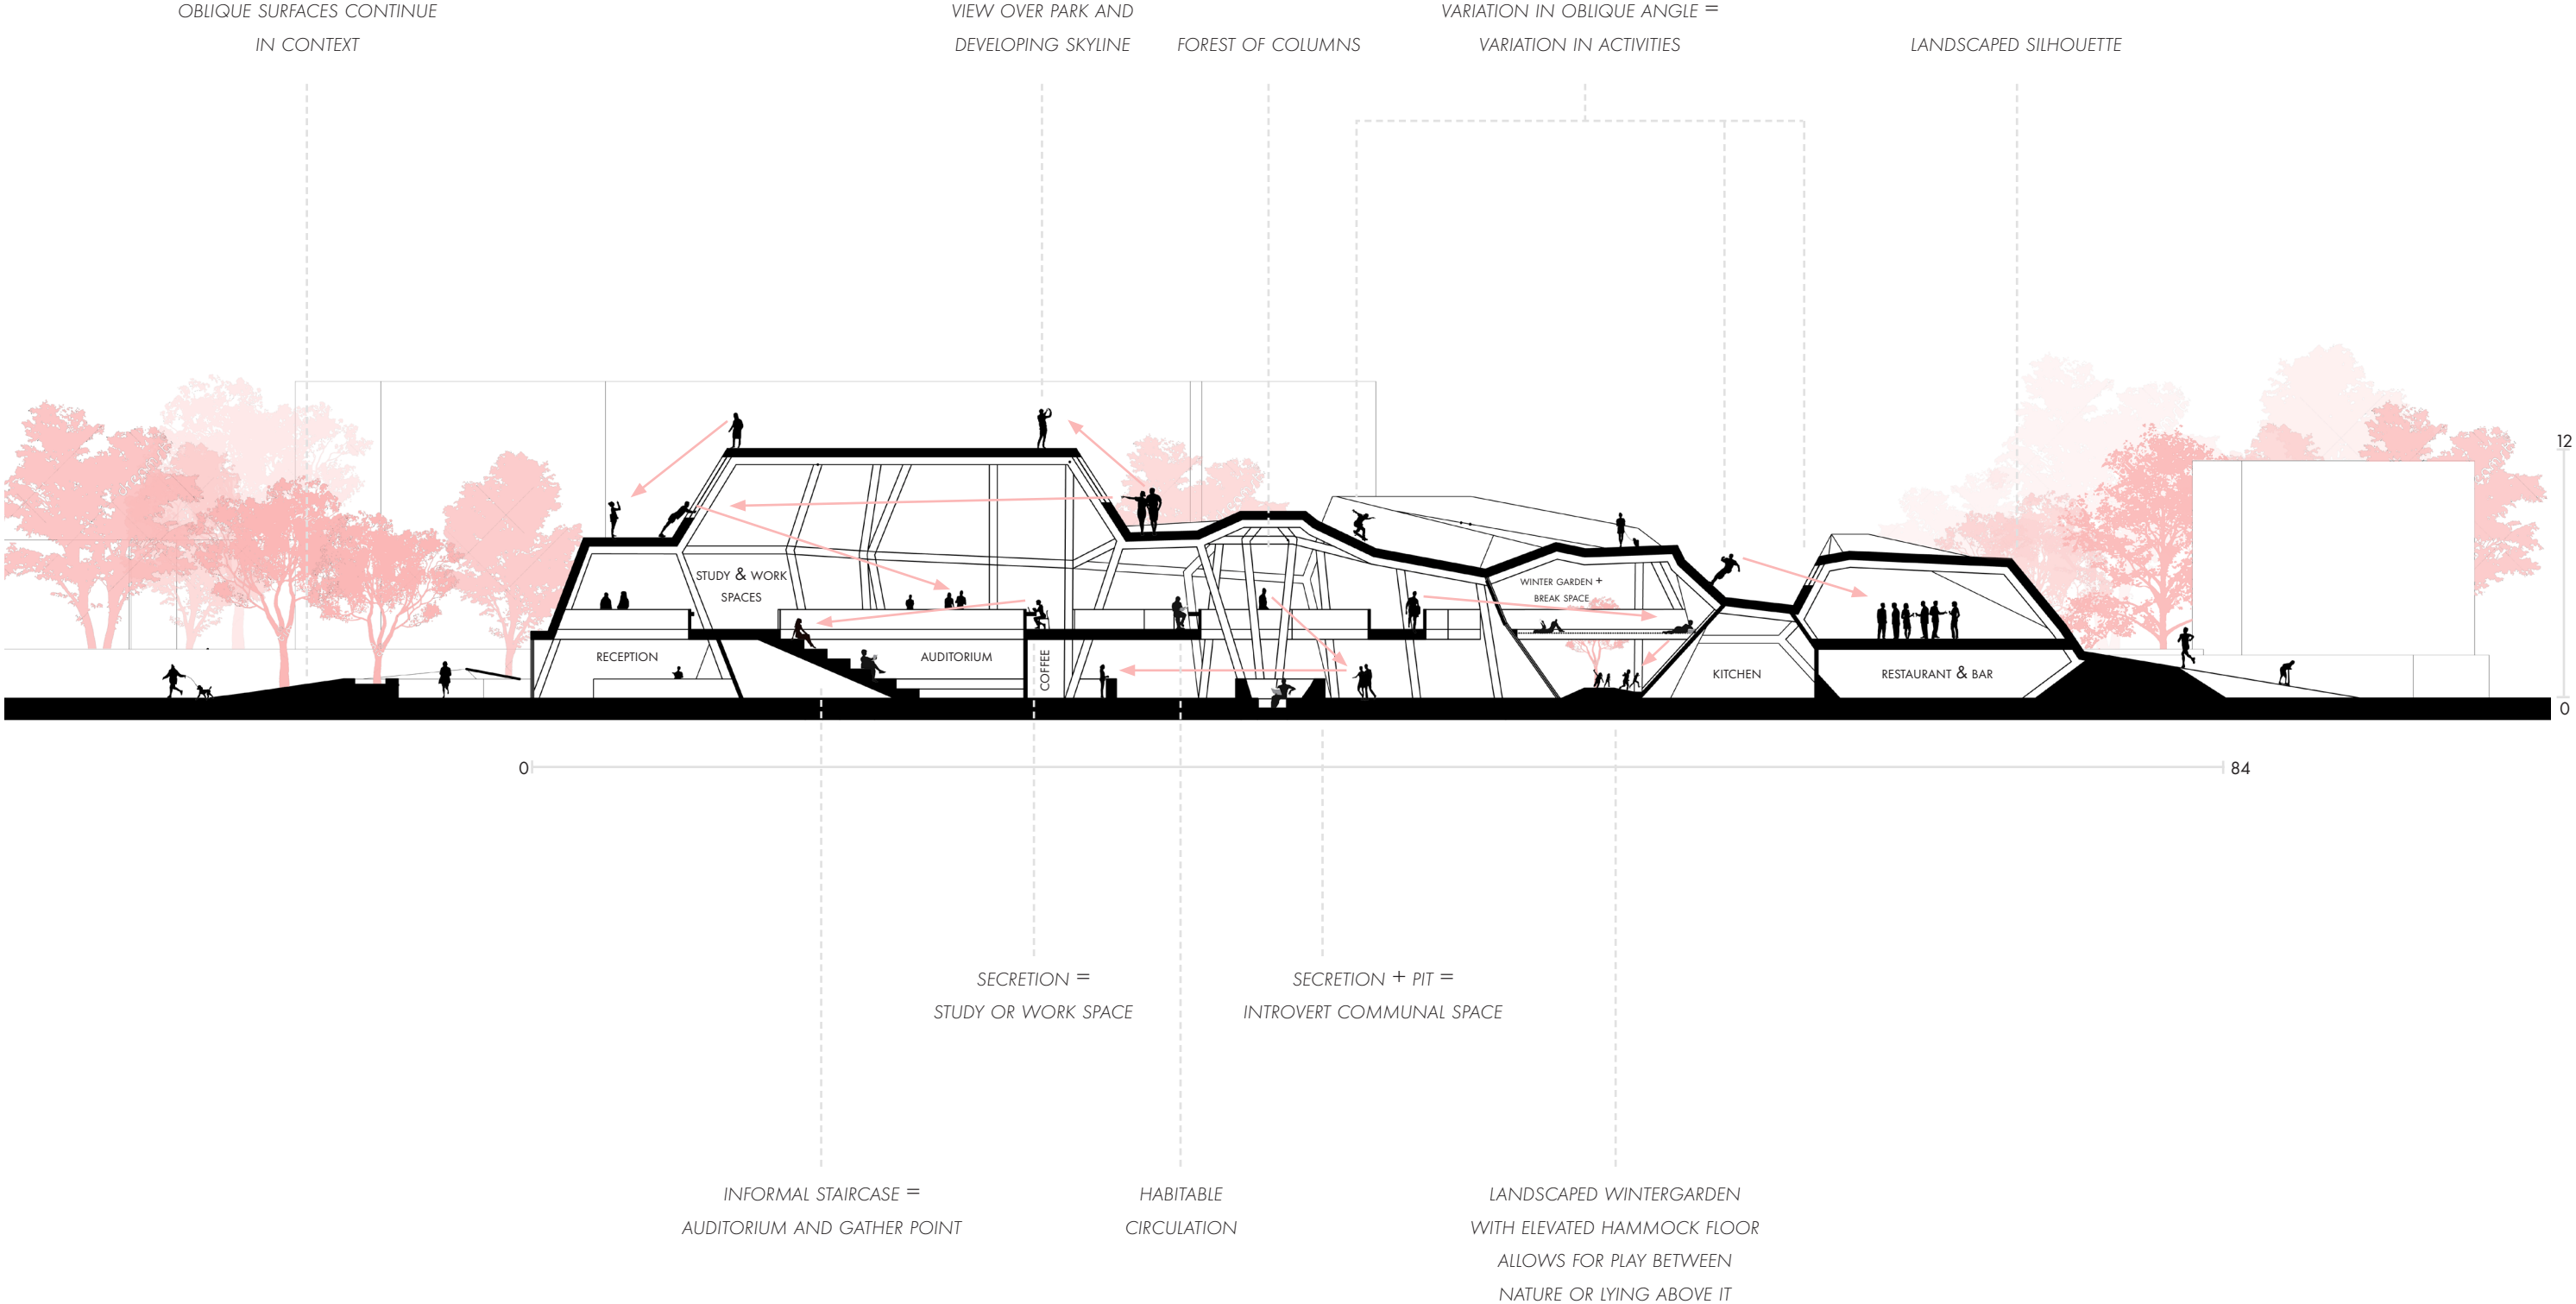 OBLIQUE SURFACES CONTINUE
IN CONTEXT
VIEW OVER PARK AND
DEVELOPING SKYLINE
FOREST OF COLUMNS
VARIATION IN OBLIQUE ANGLE =
VARIATION IN ACTIVITIES
LANDSCAPED SILHOUETTE
12
STUDY & WORK
SPACES
WINTER GARDEN +
BREAK SPACE
RECEPTION
AUDITORIUM
COFFEE
KITCHEN
RESTAURANT & BAR
0
0
84
SECRETION =
STUDY OR WORK SPACE
SECRETION + PIT =
INTROVERT COMMUNAL SPACE
INFORMAL STAIRCASE =
AUDITORIUM AND GATHER POINT
HABITABLE
CIRCULATION
LANDSCAPED WINTERGARDEN
WITH ELEVATED HAMMOCK FLOOR
ALLOWS FOR PLAY BETWEEN
NATURE OR LYING ABOVE IT